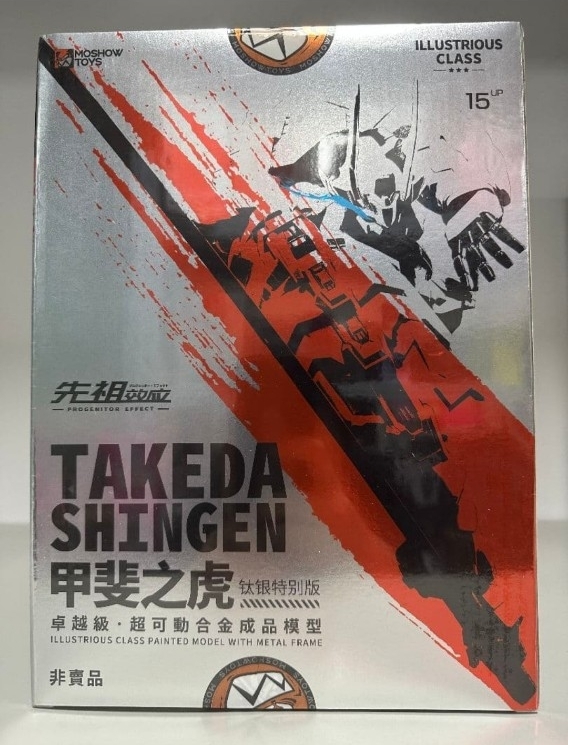 MOSHOW
TOYS
ILLUSTRIOUS
CLASS
15UP
先祖效应
PROGENITOR EFFECT
TAKEDA
SHINGEN
甲斐之虎 钛银特别版
卓越級·超可動合金成品模型
ILLUSTRIOUS CLASS PAINTED MODEL WITH METAL FRAME
非賣品